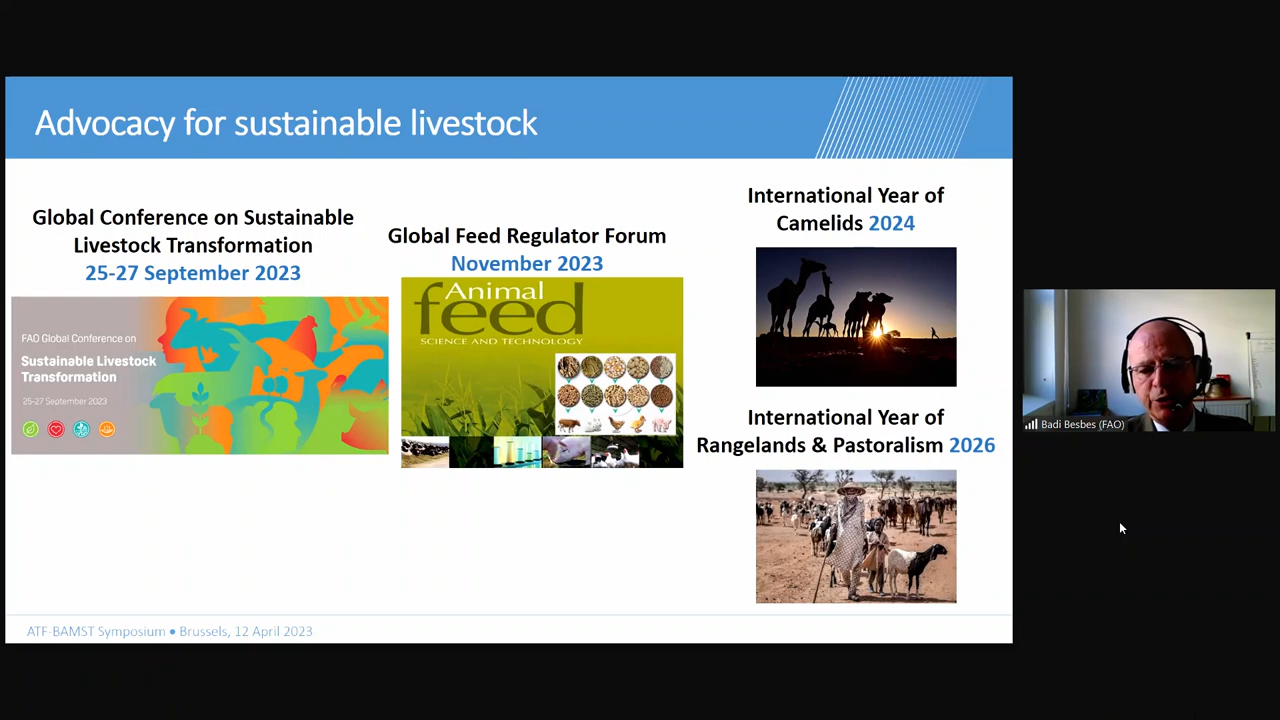 Advocacy for sustainable livestock
Global Conference on Sustainable
Livestock Transformation
25-27 September 2023
FAO Global Conference on
Sustainable Livestock
Transformation
25-27 September 2023
Global Feed Regulator Forum
November 2023
Animal
feed
SCIENCE AND TECHNOLOGY
International Year of
Camelids 2024
International Year of
Rangelands & Pastoralism 2026
Badi Besbes (FAO)
ATF-BAMST Symposium • Brussels, 12 April 2023